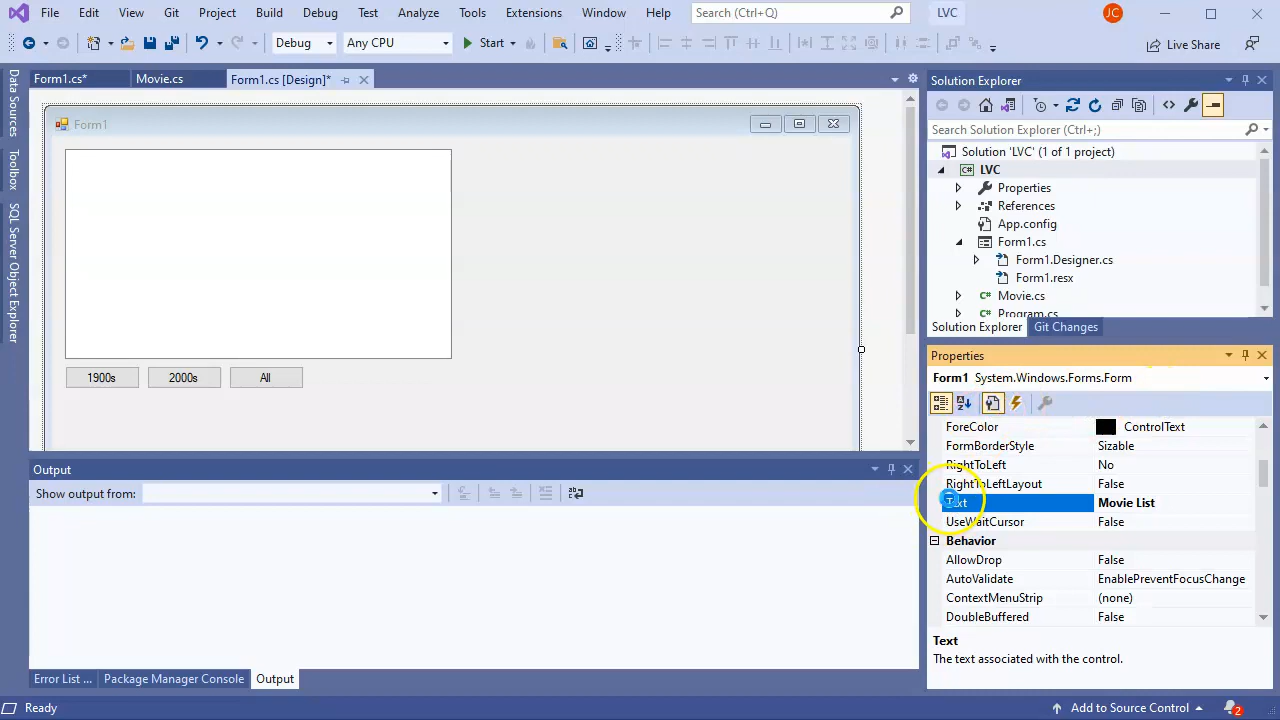 File Edit View Git Project Build Debug Test Analyze Tools Extensions Window Help Search (Ctrl+Q) LVC JC
Debug Any CPU Start Live Share
Form1.cs* Movie.cs Form1.cs [Design]*
Data Sources
Toolbox
SQL Server Object Explorer
Form1
1900s 2000s All
Output
Show output from:
Error List ... Package Manager Console Output
Solution Explorer
Search Solution Explorer (Ctrl+;)
Solution 'LVC' (1 of 1 project)
LVC
Properties
References
App.config
Form1.cs
Form1.Designer.cs
Form1.resx
Movie.cs
Program.cs
Solution Explorer Git Changes
Properties
Form1 System.Windows.Forms.Form
ForeColor ControlText
FormBorderStyle Sizable
RightToLeft No
RightToLeftLayout False
Text Movie List
UseWaitCursor False
Behavior
AllowDrop False
AutoValidate EnablePreventFocusChange
ContextMenuStrip (none)
DoubleBuffered False
Text
The text associated with the control.
Ready Add to Source Control 2